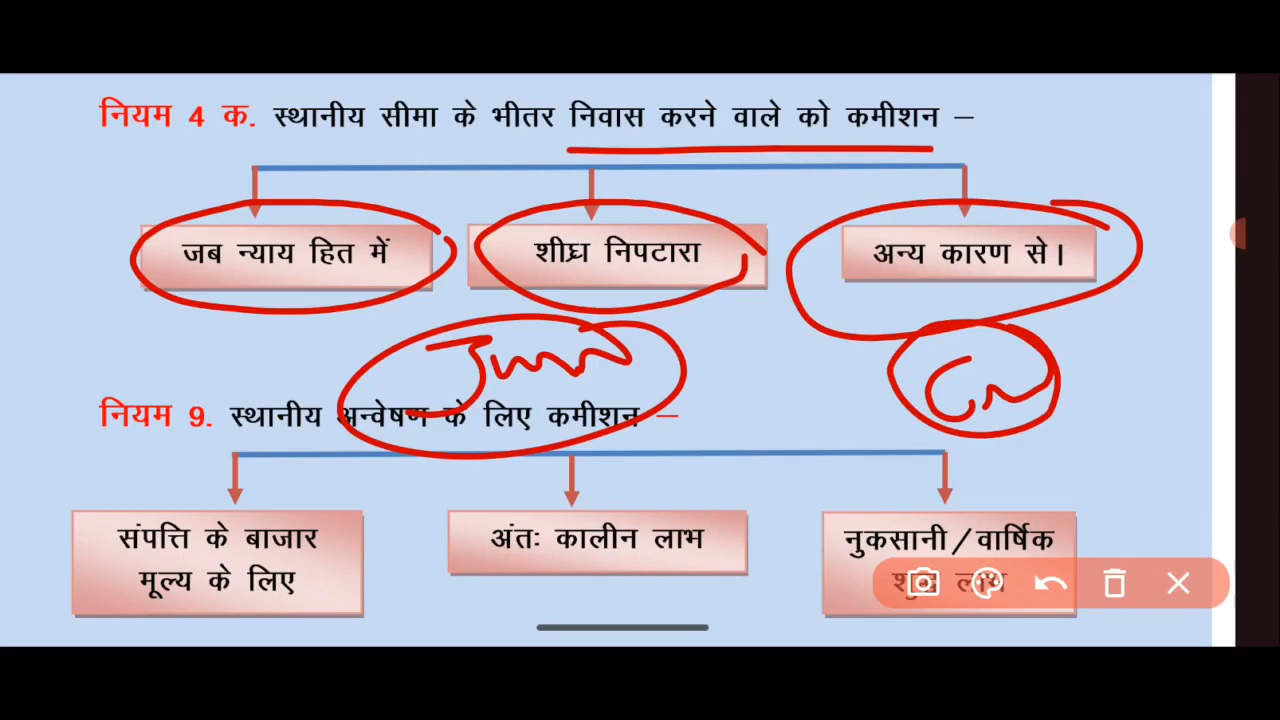 नियम 4 क. स्थानीय सीमा के भीतर निवास करने वाले को कमीशन –
जब न्याय हित में
शीघ्र निपटारा
अन्य कारण से।
नियम 9. स्थानीय अन्वेषण के लिए कमीशन –
संपत्ति के बाजार
मूल्य के लिए
अंतः कालीन लाभ
नुकसानी/वार्षिक
शुद्ध लाभ